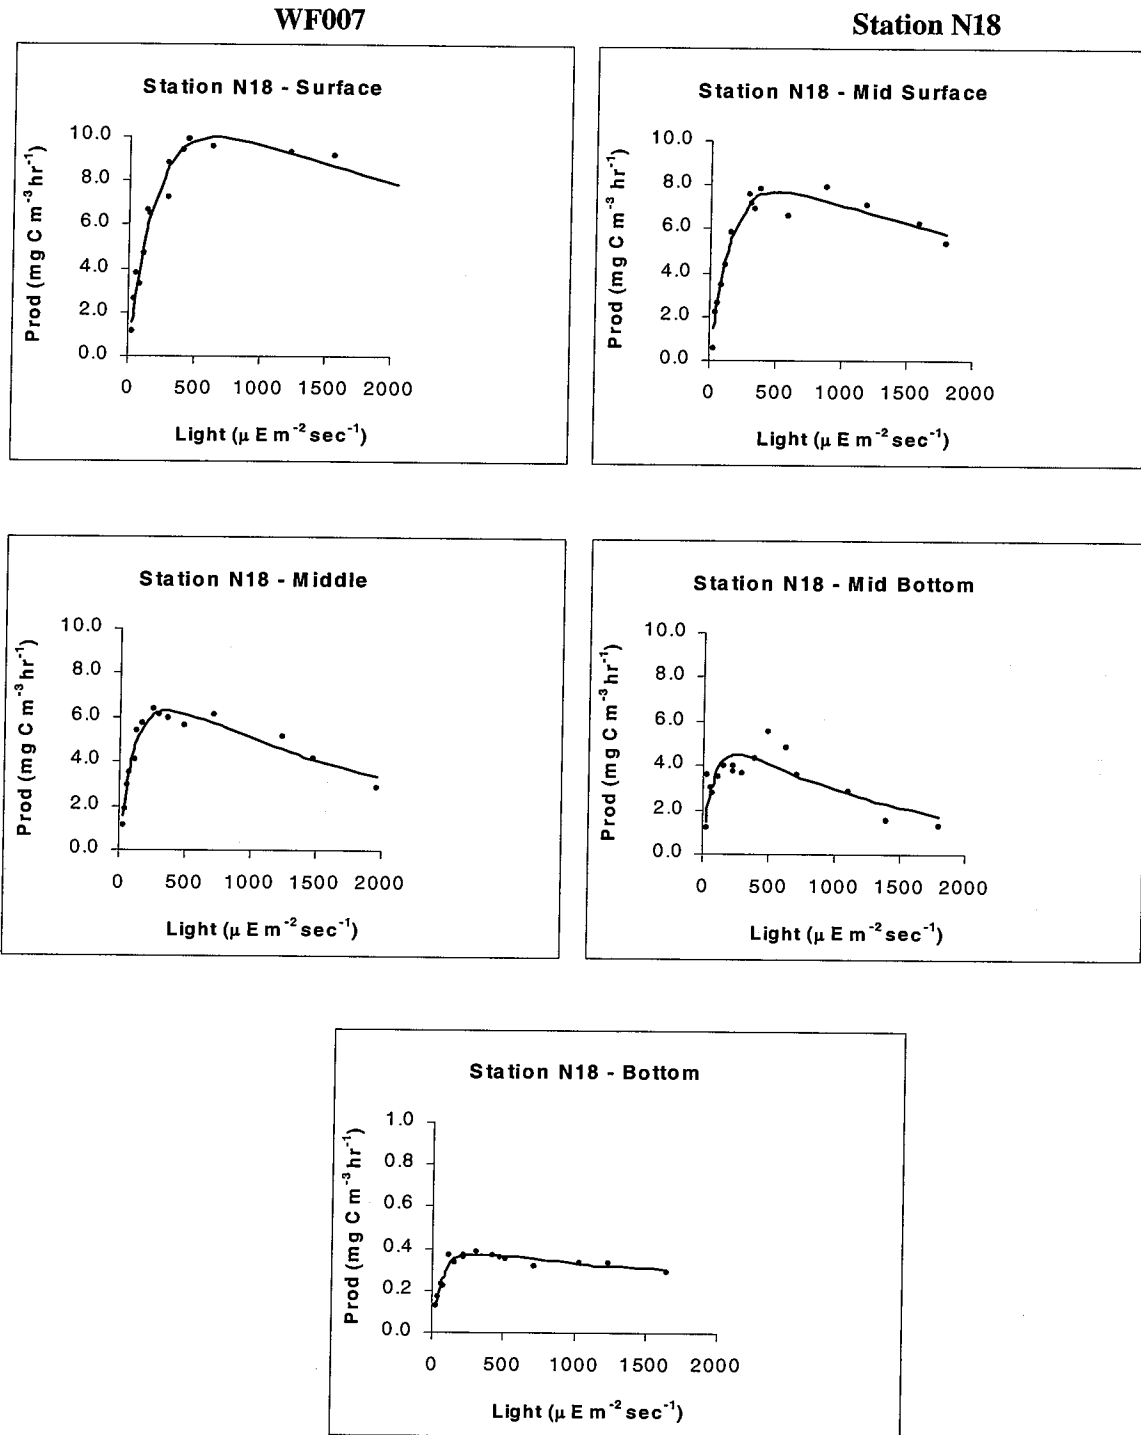 WF007
Station N18
Station N18 - Surface
Prod (mg C m⁻³ hr⁻¹)
10.0
8.0
6.0
4.0
2.0
0.0
0 500 1000 1500 2000
Light (µ E m⁻² sec⁻¹)
Station N18 - Mid Surface
Prod (mg C m⁻³ hr⁻¹)
10.0
8.0
6.0
4.0
2.0
0.0
0 500 1000 1500 2000
Light (µ E m⁻² sec⁻¹)
Station N18 - Middle
Prod (mg C m⁻³ hr⁻¹)
10.0
8.0
6.0
4.0
2.0
0.0
0 500 1000 1500 2000
Light (µ E m⁻² sec⁻¹)
Station N18 - Mid Bottom
Prod (mg C m⁻³ hr⁻¹)
10.0
8.0
6.0
4.0
2.0
0.0
0 500 1000 1500 2000
Light (µ E m⁻² sec⁻¹)
Station N18 - Bottom
Prod (mg C m⁻³ hr⁻¹)
1.0
0.8
0.6
0.4
0.2
0.0
0 500 1000 1500 2000
Light (µ E m⁻² sec⁻¹)